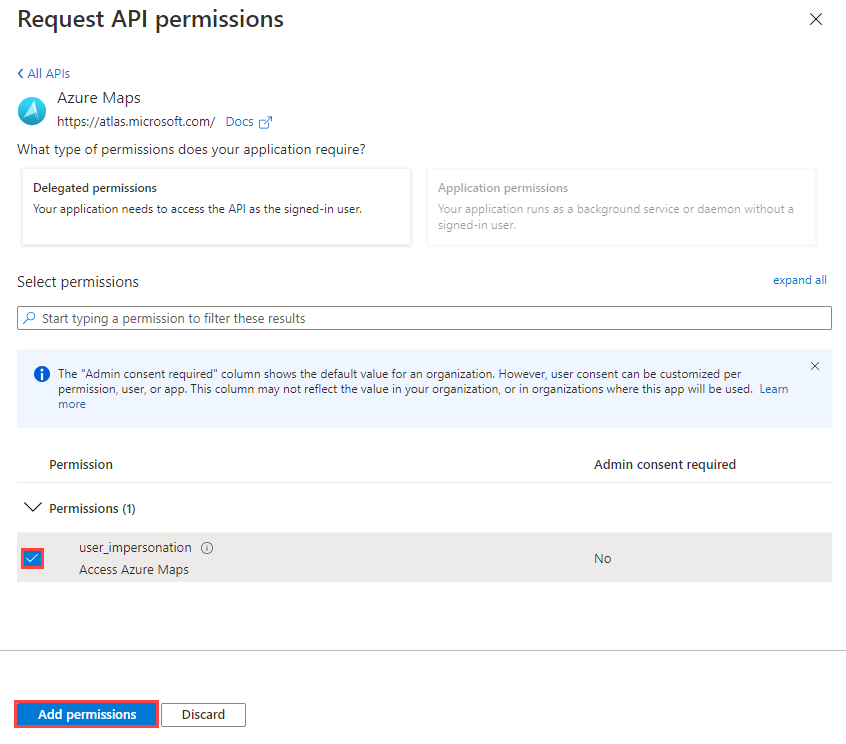 Request API permissions
All APIs
Azure Maps
https://atlas.microsoft.com/ Docs
What type of permissions does your application require?
Delegated permissions
Your application needs to access the API as the signed-in user.
Application permissions
Your application runs as a background service or daemon without a
signed-in user.
Select permissions
expand all
Start typing a permission to filter these results
The "Admin consent required" column shows the default value for an organization. However, user consent can be customized per
permission, user, or app. This column may not reflect the value in your organization, or in organizations where this app will be used. Learn
more
Permission
Admin consent required
Permissions (1)
user_impersonation
Access Azure Maps
No
Add permissions
Discard